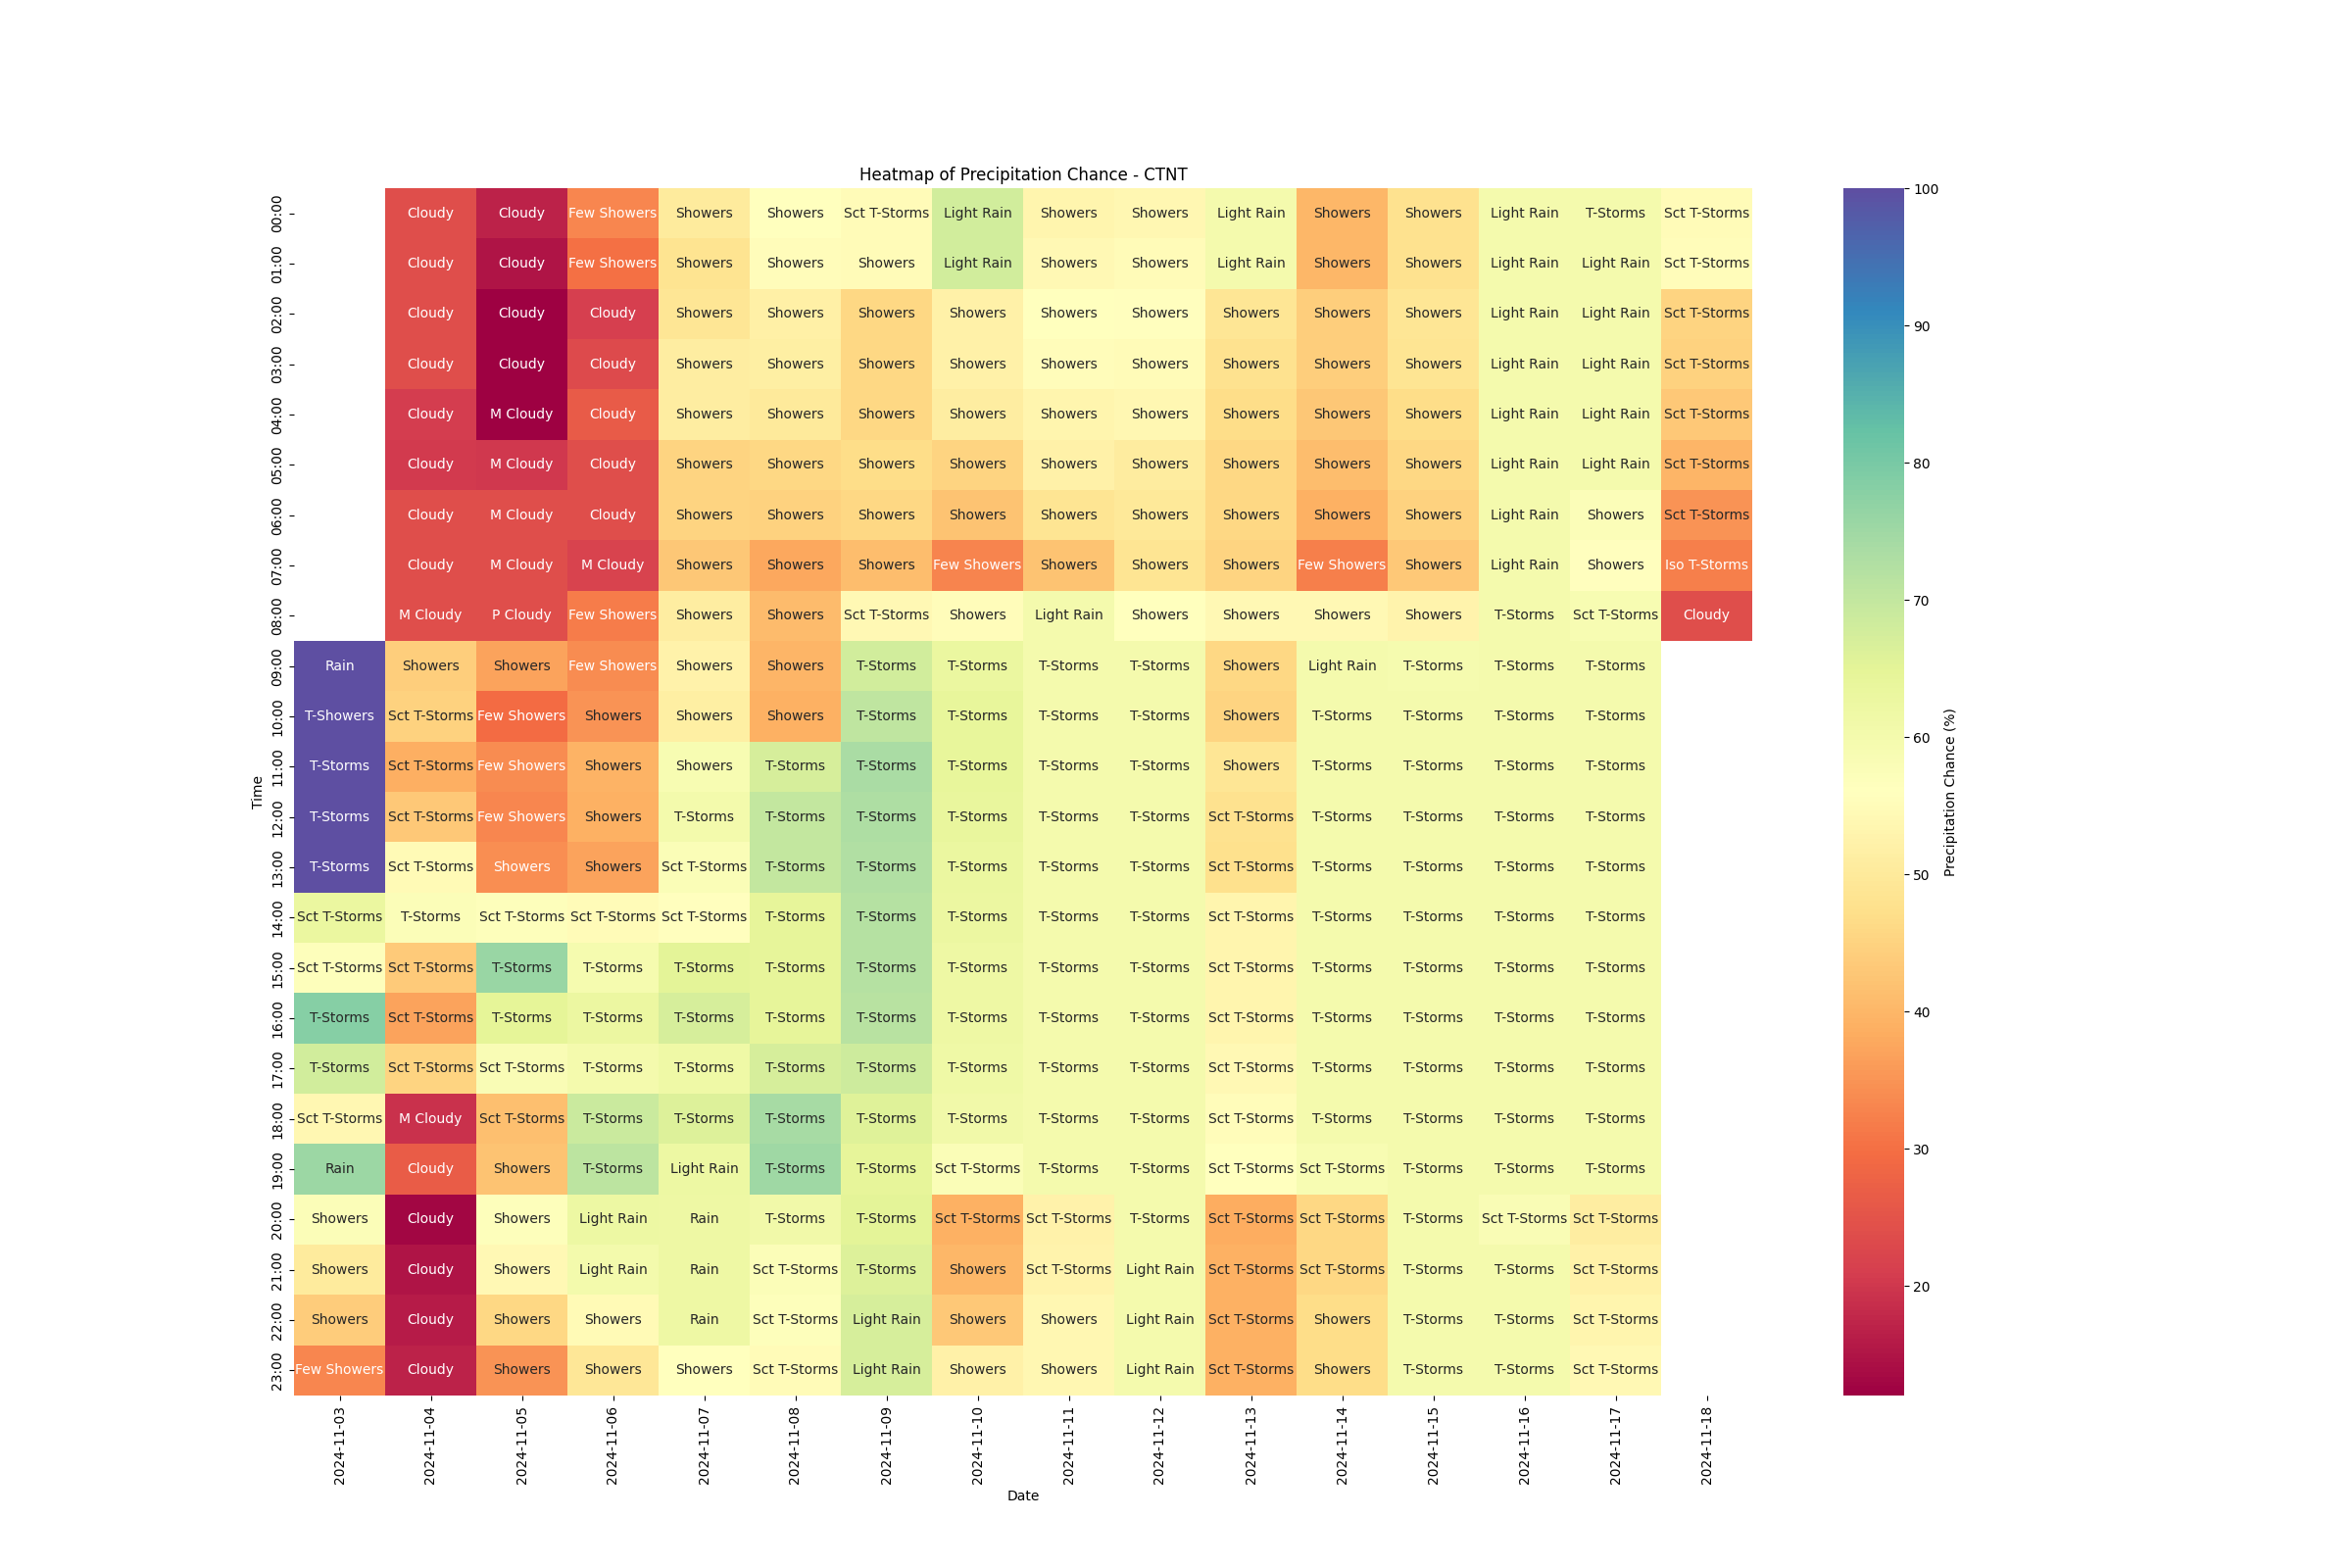 Heatmap of Precipitation Chance - CTNT
00:00 Cloudy Cloudy Few Showers Showers Showers Sct T-Storms Light Rain Showers Showers Light Rain Showers Showers Light Rain T-Storms Sct T-Storms
01:00 Cloudy Cloudy Few Showers Showers Showers Showers Light Rain Showers Showers Light Rain Showers Showers Light Rain Light Rain Sct T-Storms
02:00 Cloudy Cloudy Cloudy Showers Showers Showers Showers Showers Showers Showers Showers Showers Light Rain Light Rain Sct T-Storms
03:00 Cloudy Cloudy Cloudy Showers Showers Showers Showers Showers Showers Showers Showers Showers Light Rain Light Rain Sct T-Storms
04:00 Cloudy M Cloudy Cloudy Showers Showers Showers Showers Showers Showers Showers Showers Showers Light Rain Light Rain Sct T-Storms
05:00 Cloudy M Cloudy Cloudy Showers Showers Showers Showers Showers Showers Showers Showers Showers Light Rain Light Rain Sct T-Storms
06:00 Cloudy M Cloudy Cloudy Showers Showers Showers Showers Showers Showers Showers Showers Showers Light Rain Showers Sct T-Storms
07:00 Cloudy M Cloudy M Cloudy Showers Showers Showers Few Showers Showers Showers Showers Few Showers Showers Light Rain Showers Iso T-Storms
08:00 M Cloudy P Cloudy Few Showers Showers Showers Sct T-Storms Showers Light Rain Showers Showers Showers Showers T-Storms Sct T-Storms Cloudy
09:00 Rain Showers Showers Few Showers Showers Showers T-Storms T-Storms T-Storms T-Storms Showers Light Rain T-Storms T-Storms T-Storms
10:00 T-Showers Sct T-Storms Few Showers Showers Showers Showers T-Storms T-Storms T-Storms T-Storms Showers T-Storms T-Storms T-Storms T-Storms
11:00 T-Storms Sct T-Storms Few Showers Showers Showers T-Storms T-Storms T-Storms T-Storms T-Storms Showers T-Storms T-Storms T-Storms T-Storms
12:00 T-Storms Sct T-Storms Few Showers Showers T-Storms T-Storms T-Storms T-Storms T-Storms T-Storms Sct T-Storms T-Storms T-Storms T-Storms T-Storms
13:00 T-Storms Sct T-Storms Showers Showers Sct T-Storms T-Storms T-Storms T-Storms T-Storms T-Storms Sct T-Storms T-Storms T-Storms T-Storms T-Storms
14:00 Sct T-Storms T-Storms Sct T-Storms Sct T-Storms Sct T-Storms T-Storms T-Storms T-Storms T-Storms T-Storms Sct T-Storms T-Storms T-Storms T-Storms T-Storms
15:00 Sct T-Storms Sct T-Storms T-Storms T-Storms T-Storms T-Storms T-Storms T-Storms T-Storms T-Storms Sct T-Storms T-Storms T-Storms T-Storms T-Storms
16:00 T-Storms Sct T-Storms T-Storms T-Storms T-Storms T-Storms T-Storms T-Storms T-Storms T-Storms Sct T-Storms T-Storms T-Storms T-Storms T-Storms
17:00 T-Storms Sct T-Storms Sct T-Storms T-Storms T-Storms T-Storms T-Storms T-Storms T-Storms T-Storms Sct T-Storms T-Storms T-Storms T-Storms T-Storms
18:00 Sct T-Storms M Cloudy Sct T-Storms T-Storms T-Storms T-Storms T-Storms T-Storms T-Storms T-Storms Sct T-Storms T-Storms T-Storms T-Storms T-Storms
19:00 Rain Cloudy Showers T-Storms Light Rain T-Storms T-Storms Sct T-Storms T-Storms T-Storms Sct T-Storms Sct T-Storms T-Storms T-Storms T-Storms
20:00 Showers Cloudy Showers Light Rain Rain T-Storms T-Storms Sct T-Storms Sct T-Storms T-Storms Sct T-Storms Sct T-Storms T-Storms Sct T-Storms Sct T-Storms
21:00 Showers Cloudy Showers Light Rain Rain Sct T-Storms T-Storms Showers Sct T-Storms Light Rain Sct T-Storms Sct T-Storms T-Storms T-Storms Sct T-Storms
22:00 Showers Cloudy Showers Showers Rain Sct T-Storms Light Rain Showers Showers Light Rain Sct T-Storms Showers T-Storms T-Storms Sct T-Storms
23:00 Few Showers Cloudy Showers Showers Showers Sct T-Storms Light Rain Showers Showers Light Rain Sct T-Storms Showers T-Storms T-Storms Sct T-Storms
Time
2024-11-03 2024-11-04 2024-11-05 2024-11-06 2024-11-07 2024-11-08 2024-11-09 2024-11-10 2024-11-11 2024-11-12 2024-11-13 2024-11-14 2024-11-15 2024-11-16 2024-11-17 2024-11-18
Date
100
90
80
70
60
50
40
30
20
Precipitation Chance (%)